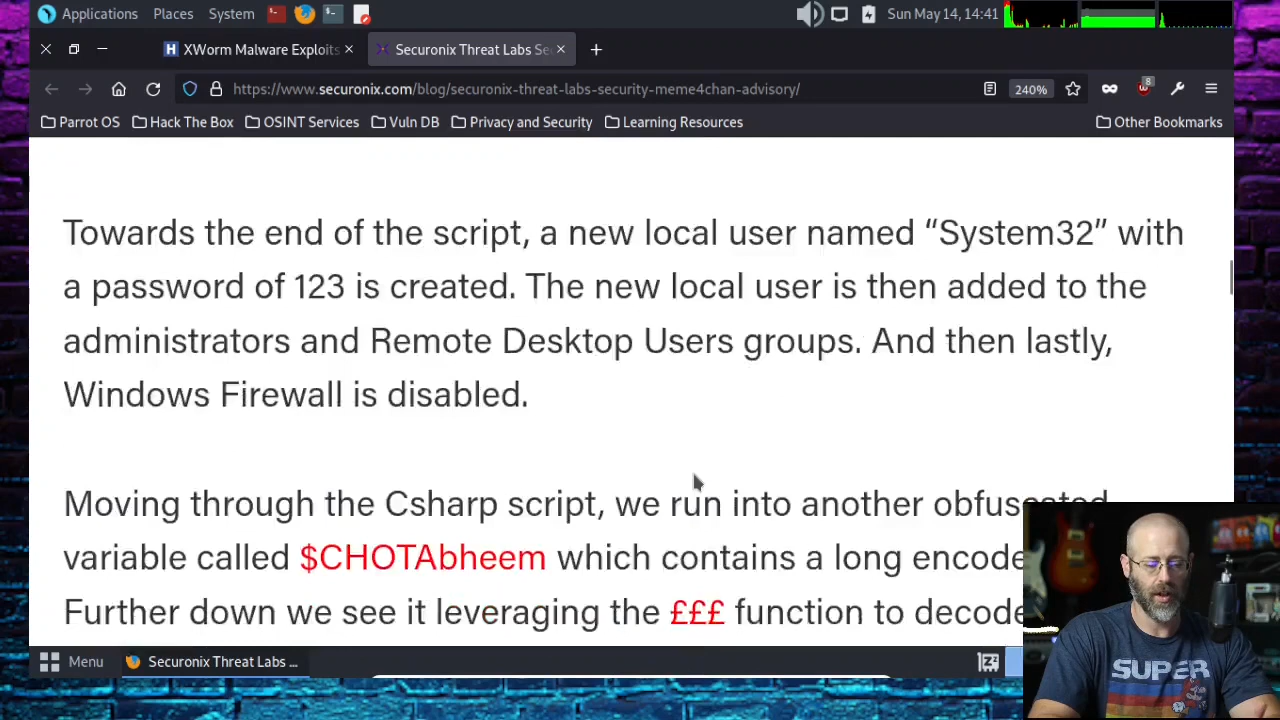 Applications Places System Sun May 14, 14:41
XWorm Malware Exploits Securonix Threat Labs Se
https://www.securonix.com/blog/securonix-threat-labs-security-meme4chan-advisory/ 240% 8
Parrot OS Hack The Box OSINT Services Vuln DB Privacy and Security Learning Resources Other Bookmarks
Towards the end of the script, a new local user named “System32” with
a password of 123 is created. The new local user is then added to the
administrators and Remote Desktop Users groups. And then lastly,
Windows Firewall is disabled.
Moving through the Csharp script, we run into another obfuscated
variable called $CHOTAbheem which contains a long encode
Further down we see it leveraging the £££ function to decode
Menu Securonix Threat Labs ...
SUPER